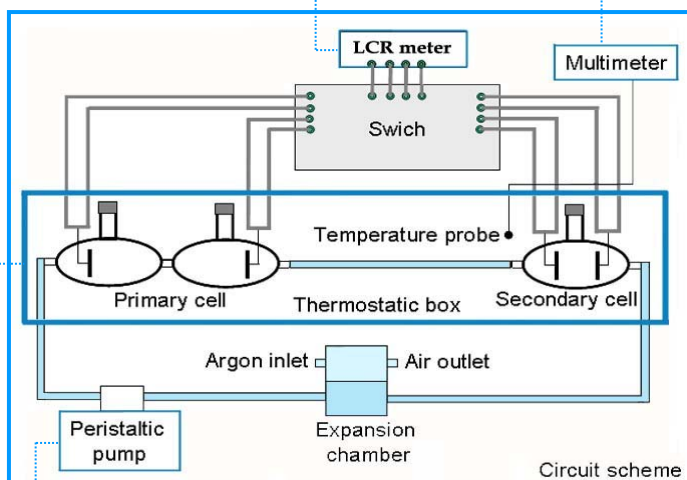 LCR meter
Multimeter
Swich
Temperature probe
Primary cell
Secondary cell
Thermostatic box
Argon inlet
Air outlet
Peristaltic
pump
Expansion
chamber
Circuit scheme